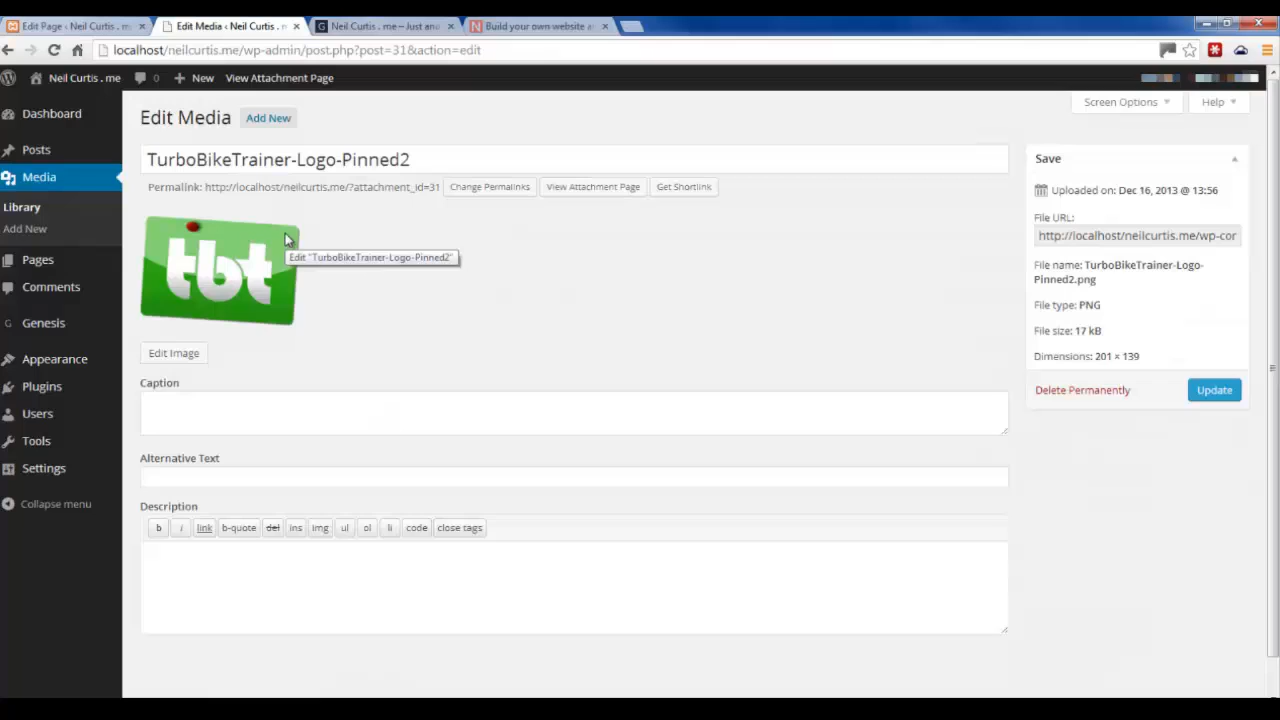 Edit Page ‹ Neil Curtis . m
Edit Media ‹ Neil Curtis .
Neil Curtis . me – Just an
Build your own website a
localhost/neilcurtis.me/wp-admin/post.php?post=31&action=edit
Neil Curtis . me
0
New
View Attachment Page
Screen Options
Help
Dashboard
Posts
Media
Library
Add New
Pages
Comments
G Genesis
Appearance
Plugins
Users
Tools
Settings
Collapse menu
Edit Media
Add New
TurboBikeTrainer-Logo-Pinned2
Permalink: http://localhost/neilcurtis.me/?attachment_id=31
Change Permalinks
View Attachment Page
Get Shortlink
tbt
Edit "TurboBikeTrainer-Logo-Pinned2"
Edit Image
Caption
Alternative Text
Description
b
i
link
b-quote
del
ins
img
ul
ol
li
code
close tags
Save
Uploaded on: Dec 16, 2013 @ 13:56
File URL:
http://localhost/neilcurtis.me/wp-cor
File name: TurboBikeTrainer-Logo-
Pinned2.png
File type: PNG
File size: 17 kB
Dimensions: 201 × 139
Delete Permanently
Update